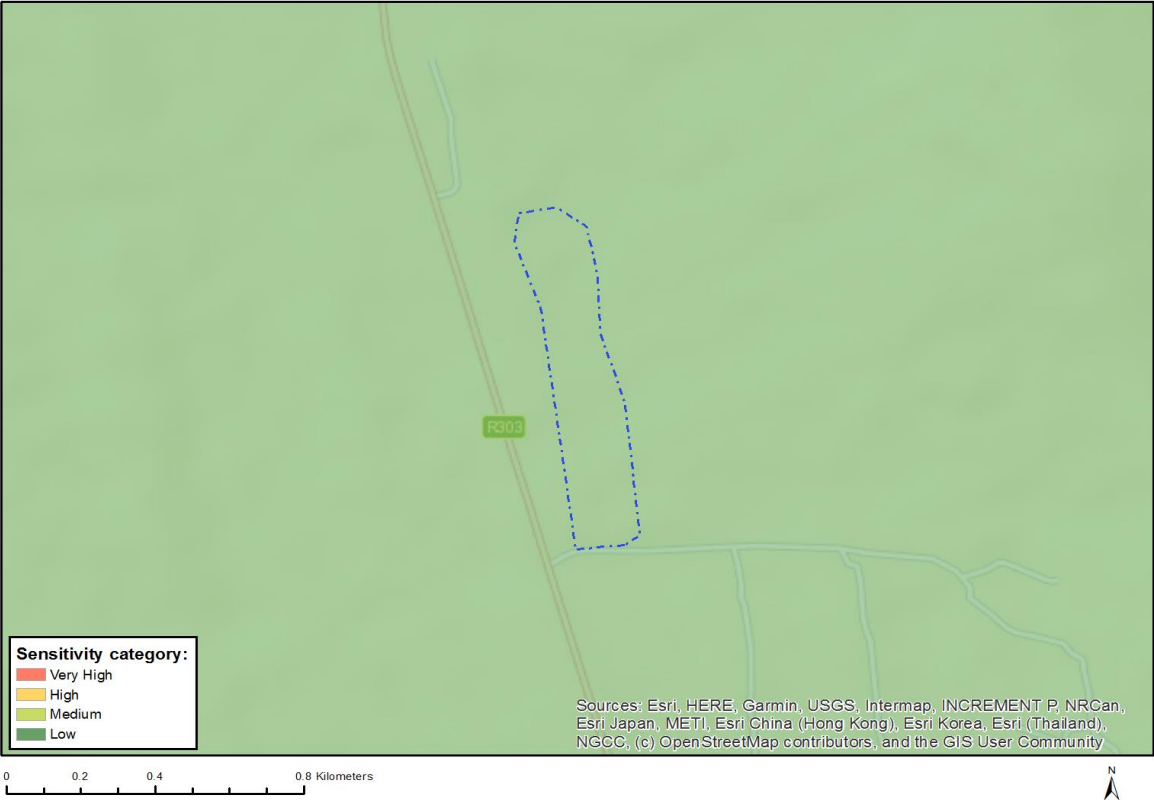 R303
Sensitivity category:
Very High
High
Medium
Low
Sources: Esri, HERE, Garmin, USGS, Intermap, INCREMENT P, NRCan,
Esri Japan, METI, Esri China (Hong Kong), Esri Korea, Esri (Thailand),
NGCC, (c) OpenStreetMap contributors, and the GIS User Community
0 0.2 0.4 0.8 Kilometers
N